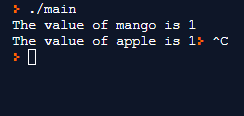 > ./main
The value of mango is 1
The value of apple is 1> ^C
>